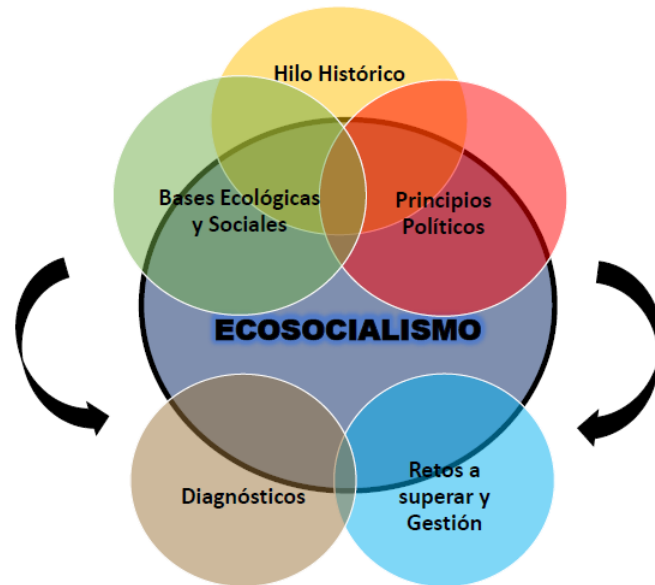 Hilo Histórico
Bases Ecológicas
y Sociales
Principios
Políticos
ECOSOCIALISMO
Diagnósticos
Retos a
superar y
Gestión